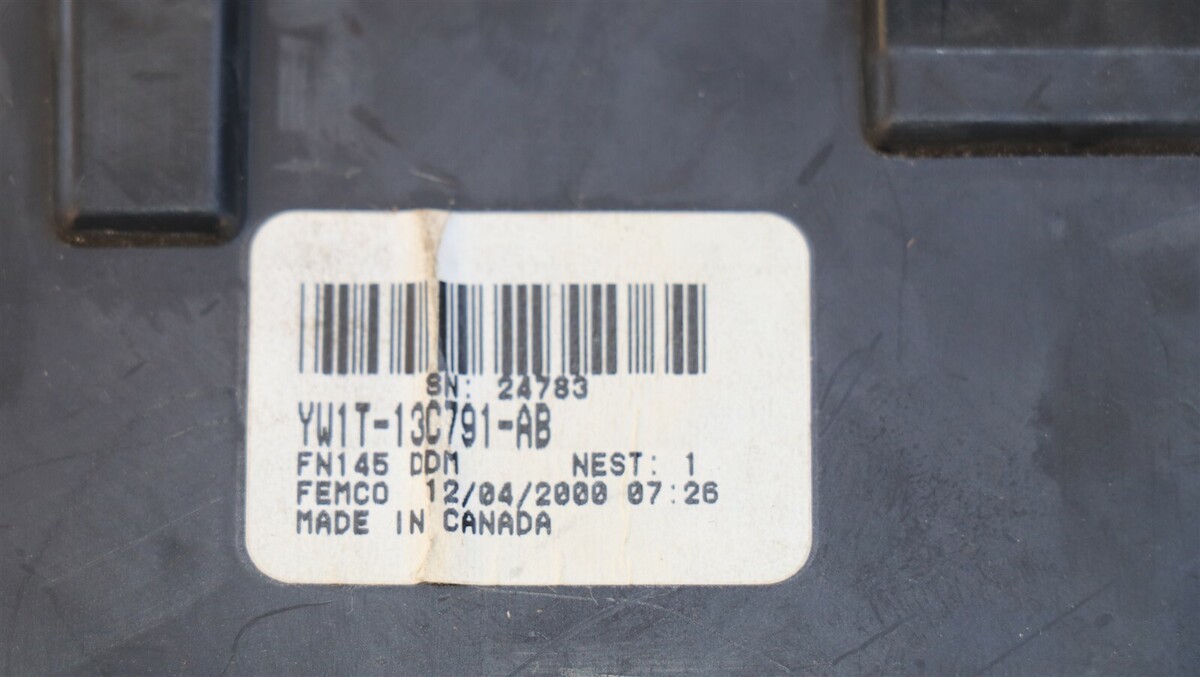 SN: 24783
YW1T-13C791-AB
FN145 DDM NEST: 1
FEMCO 12/04/2000 07:26
MADE IN CANADA